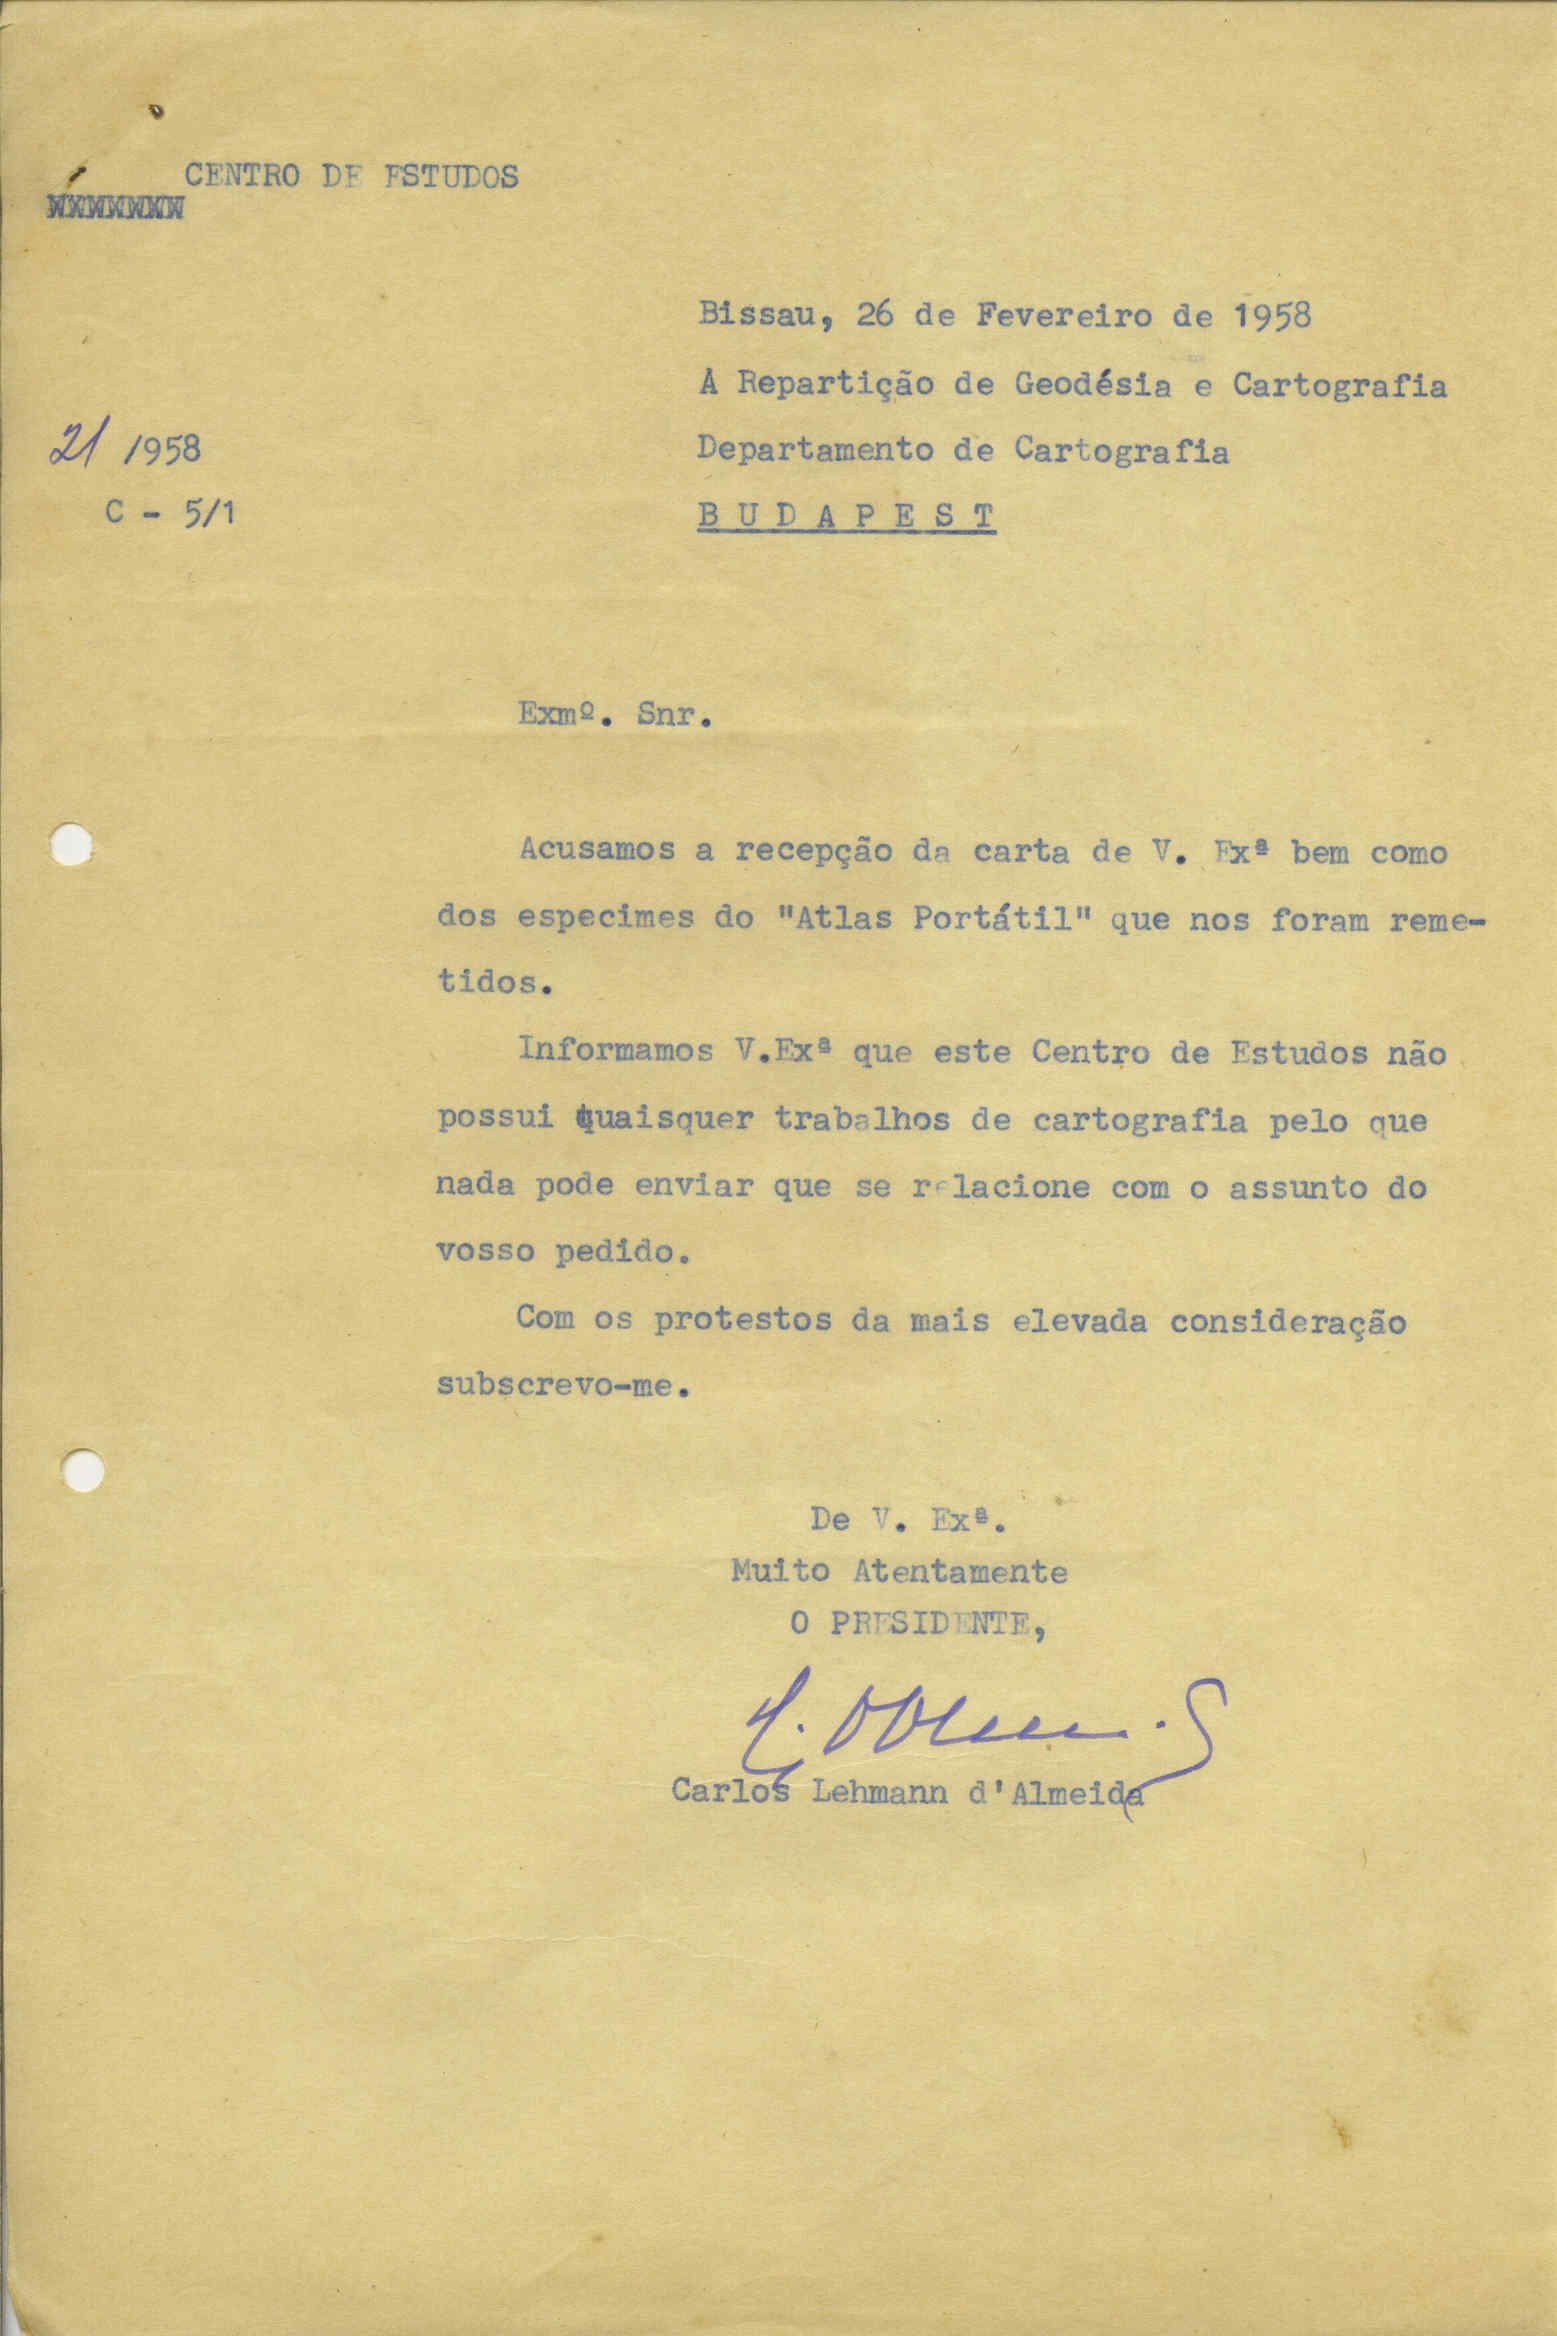 CENTRO DE ESTUDOS
Bissau, 26 de Fevereiro de 1958
À Repartição de Geodésia e Cartografia
21 /1958
Departamento de Cartografia
C - 5/1
B U D A P E S T
Exmº. Snr.
Acusamos a recepção da carta de V. Exª bem como
dos especimes do "Atlas Portátil" que nos foram reme-
tidos.
Informamos V.Exª que este Centro de Estudos não
possui quaisquer trabalhos de cartografia pelo que
nada pode enviar que se relacione com o assunto do
vosso pedido.
Com os protestos da mais elevada consideração
subscrevo-me.
De V. Exª.
Muito Atentamente
O PRESIDENTE,
Carlos Lehmann d'Almeida